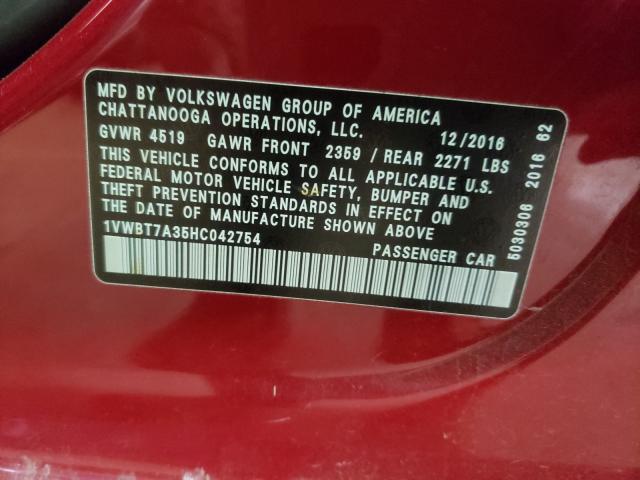 MFD BY VOLKSWAGEN GROUP OF AMERICA
CHATTANOOGA OPERATIONS, LLC. 12/2016
GVWR 4519 GAWR FRONT 2359 / REAR 2271 LBS
THIS VEHICLE CONFORMS TO ALL APPLICABLE U.S.
FEDERAL MOTOR VEHICLE SAFETY, BUMPER AND
THEFT PREVENTION STANDARDS IN EFFECT ON
THE DATE OF MANUFACTURE SHOWN ABOVE
1VWBT7A35HC042754 PASSENGER CAR
5030306 2016 62